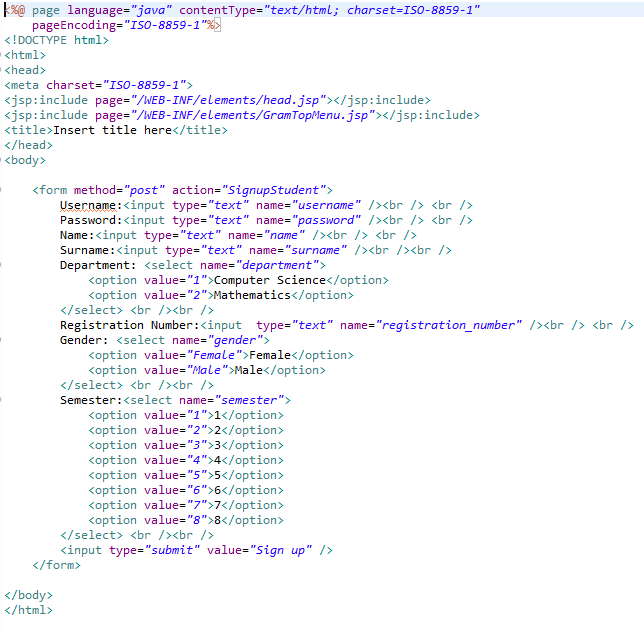 <%@ page language="java" contentType="text/html; charset=ISO-8859-1"
    pageEncoding="ISO-8859-1"%>
<!DOCTYPE html>
<html>
<head>
<meta charset="ISO-8859-1">
<jsp:include page="/WEB-INF/elements/head.jsp"></jsp:include>
<jsp:include page="/WEB-INF/elements/GramTopMenu.jsp"></jsp:include>
<title>Insert title here</title>
</head>
<body>
    <form method="post" action="SignupStudent">
        Username:<input type="text" name="username" /><br /> <br />
        Password:<input type="text" name="password" /><br /> <br />
        Name:<input type="text" name="name" /><br /> <br />
        Surname:<input type="text" name="surname" /><br /><br />
        Department: <select name="department">
            <option value="1">Computer Science</option>
            <option value="2">Mathematics</option>
        </select> <br /><br />
        Registration Number:<input  type="text" name="registration_number" /><br /> <br />
        Gender: <select name="gender">
            <option value="Female">Female</option>
            <option value="Male">Male</option>
        </select> <br /><br />
        Semester:<select name="semester">
            <option value="1">1</option>
            <option value="2">2</option>
            <option value="3">3</option>
            <option value="4">4</option>
            <option value="5">5</option>
            <option value="6">6</option>
            <option value="7">7</option>
            <option value="8">8</option>
        </select> <br /><br />
        <input type="submit" value="Sign up" />
    </form>
</body>
</html>